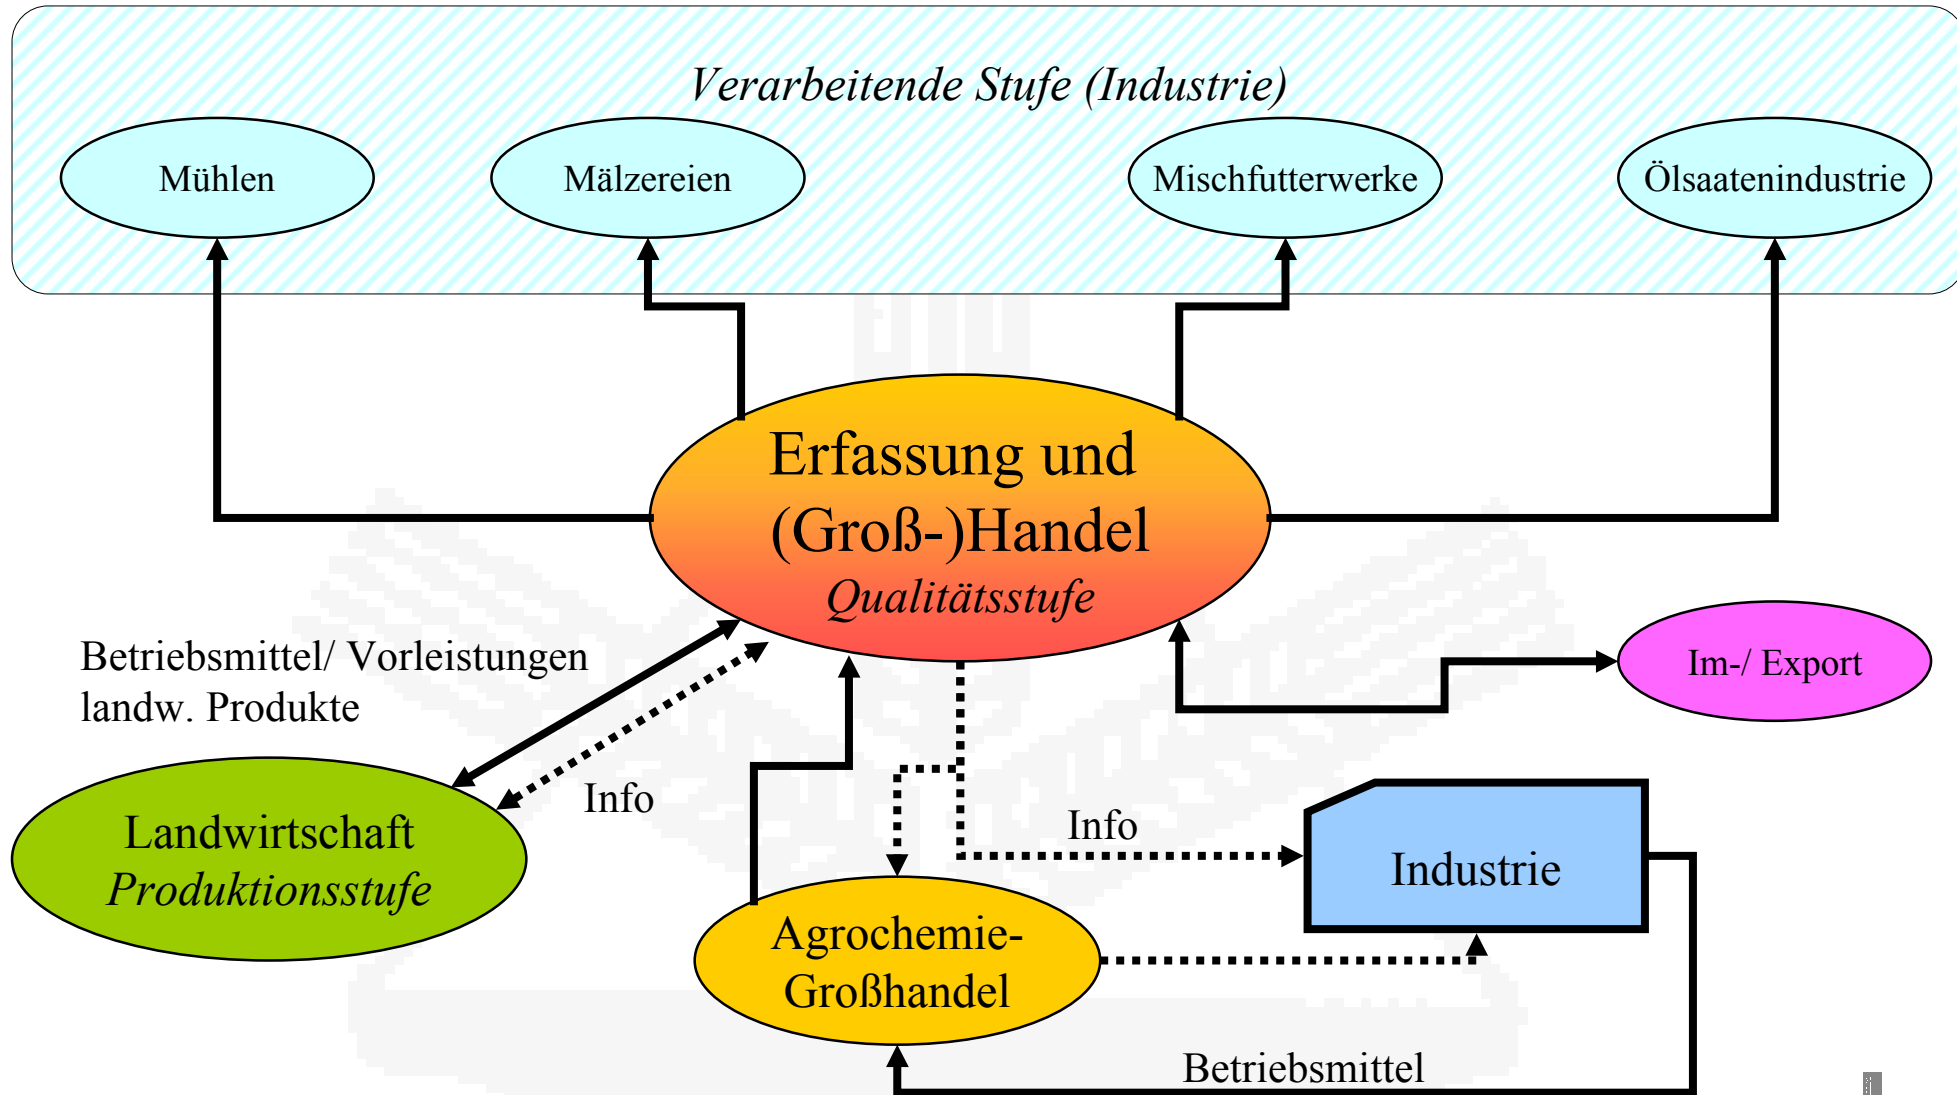 Verarbeitende Stufe (Industrie)
Mühlen
Mälzereien
Mischfutterwerke
Ölsaatenindustrie
Erfassung und
(Groß-)Handel
Qualitätsstufe
Betriebsmittel/ Vorleistungen
landw. Produkte
Im-/ Export
Info
Landwirtschaft
Produktionsstufe
Info
Industrie
Agrochemie-
Großhandel
Betriebsmittel